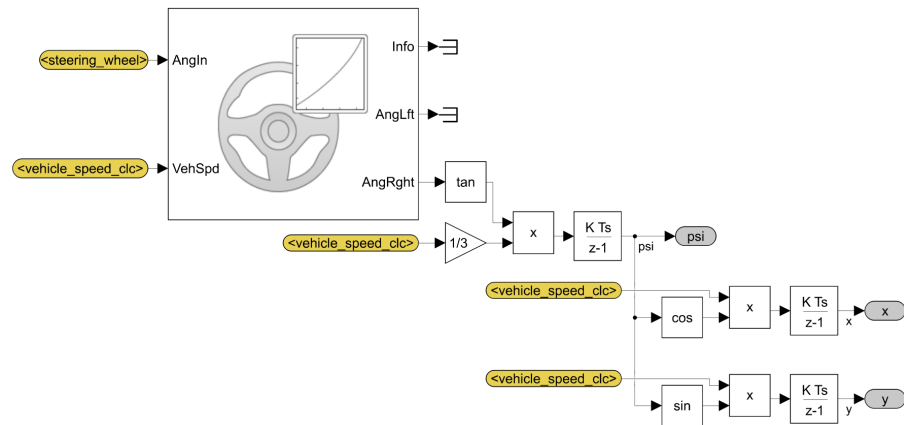 Info
<steering_wheel>
AngIn
AngLft
<vehicle_speed_clc>
VehSpd
AngRght
tan
<vehicle_speed_clc>
1/3
x
K Ts
z-1
psi
psi
<vehicle_speed_clc>
cos
x
K Ts
z-1
x
x
<vehicle_speed_clc>
sin
x
K Ts
z-1
y
y